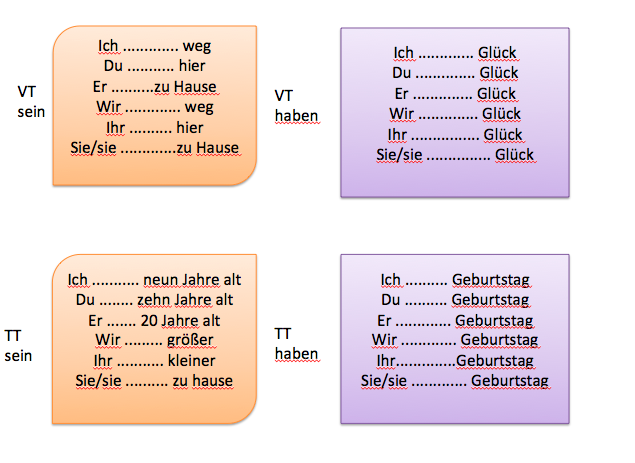 VT
sein
Ich ............. weg
Du ........... hier
Er ..........zu Hause
Wir ............. weg
Ihr .......... hier
Sie/sie .............zu Hause
VT
haben
Ich ............. Glück
Du .............. Glück
Er .............. Glück
Wir .............. Glück
Ihr ................ Glück
Sie/sie ............... Glück
TT
sein
Ich ........... neun Jahre alt
Du ........ zehn Jahre alt
Er ....... 20 Jahre alt
Wir ......... größer
Ihr ........... kleiner
Sie/sie .......... zu hause
TT
haben
Ich .......... Geburtstag
Du .......... Geburtstag
Er ............. Geburtstag
Wir ............. Geburtstag
Ihr..............Geburtstag
Sie/sie ............. Geburtstag